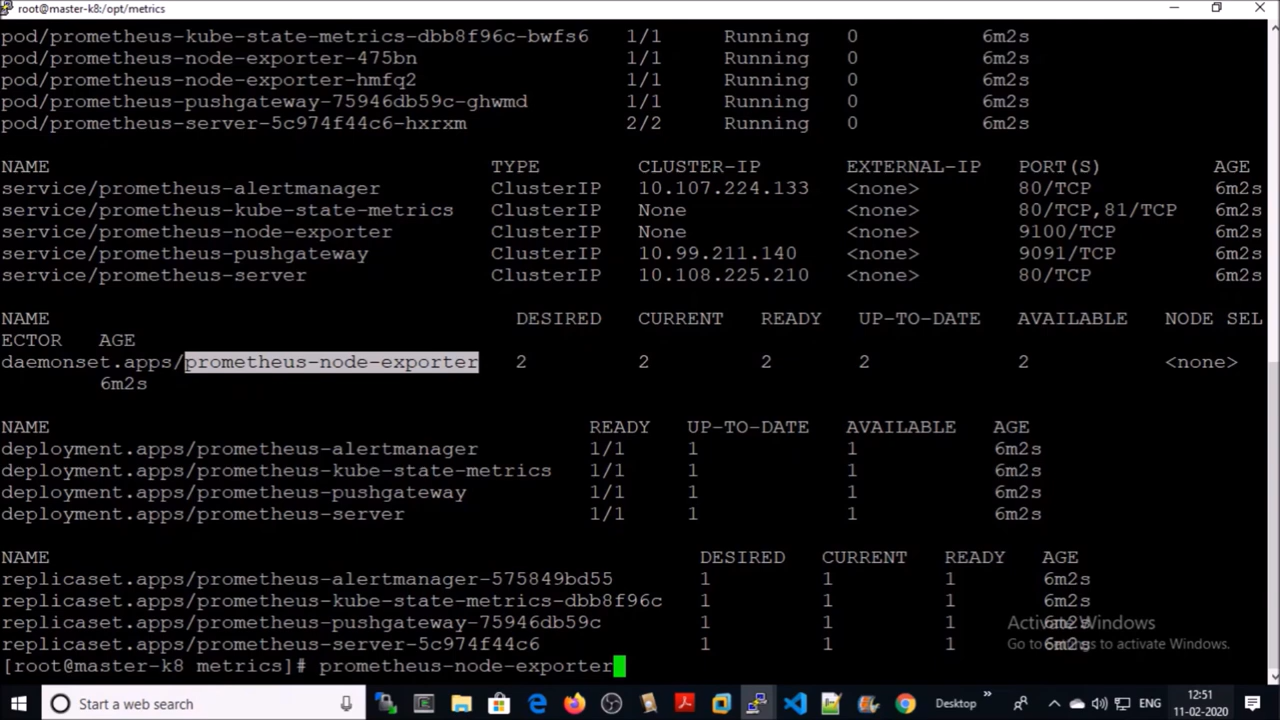 root@master-k8:/opt/metrics
pod/prometheus-kube-state-metrics-dbb8f96c-bwfs6 1/1 Running 0 6m2s
pod/prometheus-node-exporter-475bn 1/1 Running 0 6m2s
pod/prometheus-node-exporter-hmfq2 1/1 Running 0 6m2s
pod/prometheus-pushgateway-75946db59c-ghwmd 1/1 Running 0 6m2s
pod/prometheus-server-5c974f44c6-hxrxm 2/2 Running 0 6m2s
NAME TYPE CLUSTER-IP EXTERNAL-IP PORT(S) AGE
service/prometheus-alertmanager ClusterIP 10.107.224.133 <none> 80/TCP 6m2s
service/prometheus-kube-state-metrics ClusterIP None <none> 80/TCP,81/TCP 6m2s
service/prometheus-node-exporter ClusterIP None <none> 9100/TCP 6m2s
service/prometheus-pushgateway ClusterIP 10.99.211.140 <none> 9091/TCP 6m2s
service/prometheus-server ClusterIP 10.108.225.210 <none> 80/TCP 6m2s
NAME DESIRED CURRENT READY UP-TO-DATE AVAILABLE NODE SEL
ECTOR AGE
daemonset.apps/prometheus-node-exporter 2 2 2 2 2 <none>
6m2s
NAME READY UP-TO-DATE AVAILABLE AGE
deployment.apps/prometheus-alertmanager 1/1 1 1 6m2s
deployment.apps/prometheus-kube-state-metrics 1/1 1 1 6m2s
deployment.apps/prometheus-pushgateway 1/1 1 1 6m2s
deployment.apps/prometheus-server 1/1 1 1 6m2s
NAME DESIRED CURRENT READY AGE
replicaset.apps/prometheus-alertmanager-575849bd55 1 1 1 6m2s
replicaset.apps/prometheus-kube-state-metrics-dbb8f96c 1 1 1 6m2s
replicaset.apps/prometheus-pushgateway-75946db59c 1 1 1 6m2s
Activate Windows
replicaset.apps/prometheus-server-5c974f44c6 1 1 1 6m2s
Go to Settings to activate Windows.
[root@master-k8 metrics]# prometheus-node-exporter
Start a web search
Desktop
ENG
12:51
11-02-2020